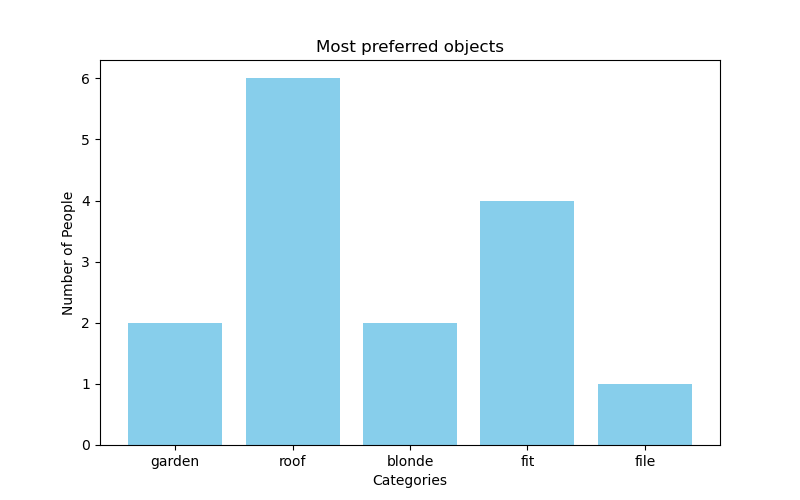 Most preferred objects
6
5
4
3
2
1
0
Number of People
garden roof blonde fit file
Categories